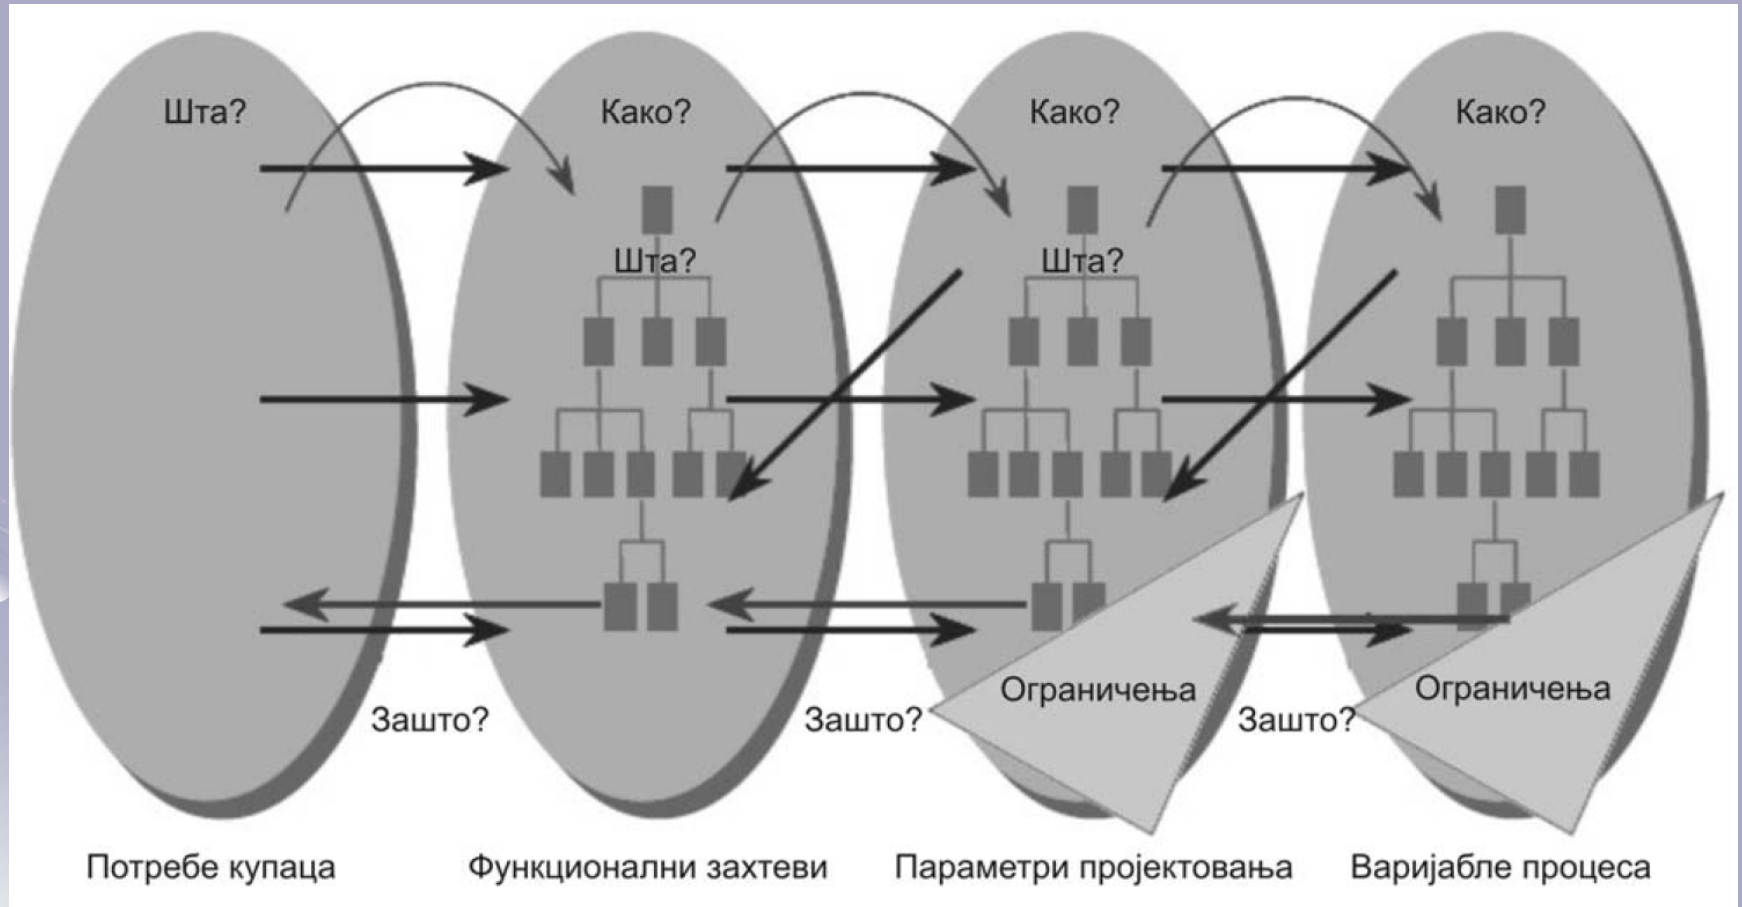 Шта?
Како?
Како?
Како?
Шта?
Шта?
Ограничења
Ограничења
Зашто?
Зашто?
Зашто?
Потребе купаца
Функционални захтеви
Параметри пројектовања
Варијабле процеса